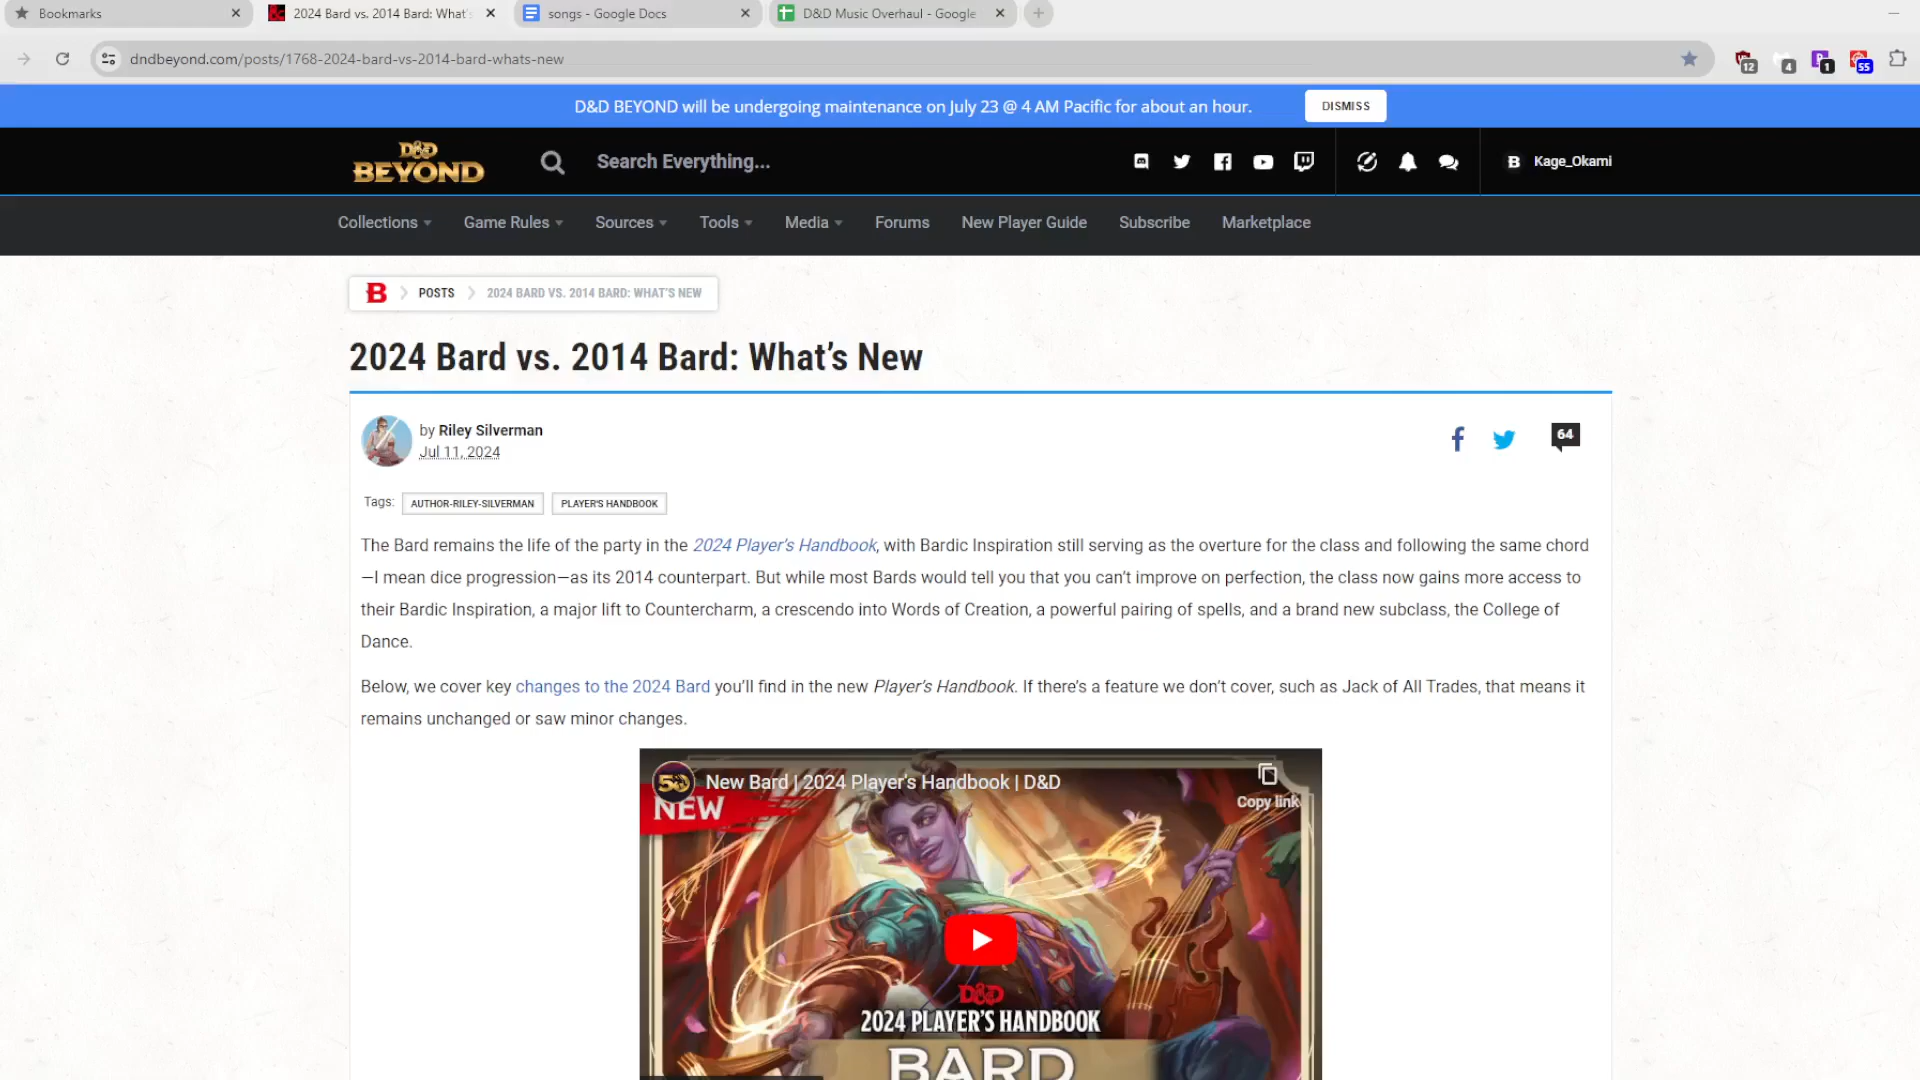 Bookmarks
2024 Bard vs. 2014 Bard: What's
songs - Google Docs
D&D Music Overhaul - Google
dndbeyond.com/posts/1768-2024-bard-vs-2014-bard-whats-new
12
4
1
55
D&D BEYOND will be undergoing maintenance on July 23 @ 4 AM Pacific for about an hour.
DISMISS
D&D
BEYOND
Search Everything...
B
Kage_Okami
Collections
Game Rules
Sources
Tools
Media
Forums
New Player Guide
Subscribe
Marketplace
B
POSTS
2024 BARD VS. 2014 BARD: WHAT'S NEW
2024 Bard vs. 2014 Bard: What’s New
by Riley Silverman
Jul 11, 2024
64
Tags:
AUTHOR-RILEY-SILVERMAN
PLAYER'S HANDBOOK
The Bard remains the life of the party in the 2024 Player’s Handbook, with Bardic Inspiration still serving as the overture for the class and following the same chord
—I mean dice progression—as its 2014 counterpart. But while most Bards would tell you that you can’t improve on perfection, the class now gains more access to
their Bardic Inspiration, a major lift to Countercharm, a crescendo into Words of Creation, a powerful pairing of spells, and a brand new subclass, the College of
Dance.
Below, we cover key changes to the 2024 Bard you’ll find in the new Player’s Handbook. If there’s a feature we don’t cover, such as Jack of All Trades, that means it
remains unchanged or saw minor changes.
50
New Bard | 2024 Player's Handbook | D&D
Copy link
NEW
D&D
2024 PLAYER'S HANDBOOK
BARD